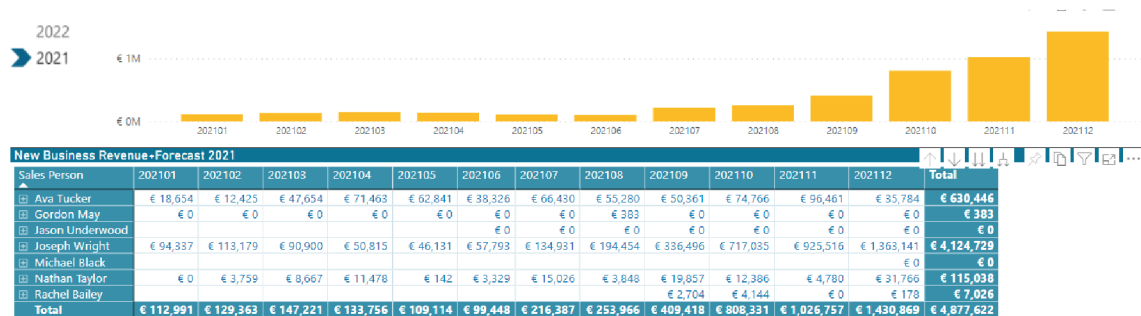 2022
2021
€ 1M
€ 0M
202101 202102 202103 202104 202105 202106 202107 202108 202109 202110 202111 202112
New Business Revenue+Forecast 2021
Sales Person 202101 202102 202103 202104 202105 202106 202107 202108 202109 202110 202111 202112 Total
Ava Tucker € 18,654 € 12,425 € 47,654 € 71,463 € 62,841 € 38,326 € 66,430 € 55,280 € 50,361 € 74,766 € 96,461 € 35,784 € 630,446
Gordon May € 0 € 0 € 0 € 0 € 0 € 0 € 0 € 383 € 0 € 0 € 0 € 0 € 383
Jason Underwood € 0 € 0 € 0 € 0 € 0 € 0 € 0 € 0
Joseph Wright € 94,337 € 113,179 € 90,900 € 50,815 € 46,131 € 57,793 € 134,931 € 194,454 € 336,496 € 717,035 € 925,516 € 1,363,141 € 4,124,729
Michael Black € 0 € 0
Nathan Taylor € 0 € 3,759 € 8,667 € 11,478 € 142 € 3,329 € 15,026 € 3,848 € 19,857 € 12,386 € 4,780 € 31,766 € 115,038
Rachel Bailey € 2,704 € 4,144 € 0 € 178 € 7,026
Total € 112,991 € 129,363 € 147,221 € 133,756 € 109,114 € 99,448 € 216,387 € 253,966 € 409,418 € 808,331 € 1,026,757 € 1,430,869 € 4,877,622